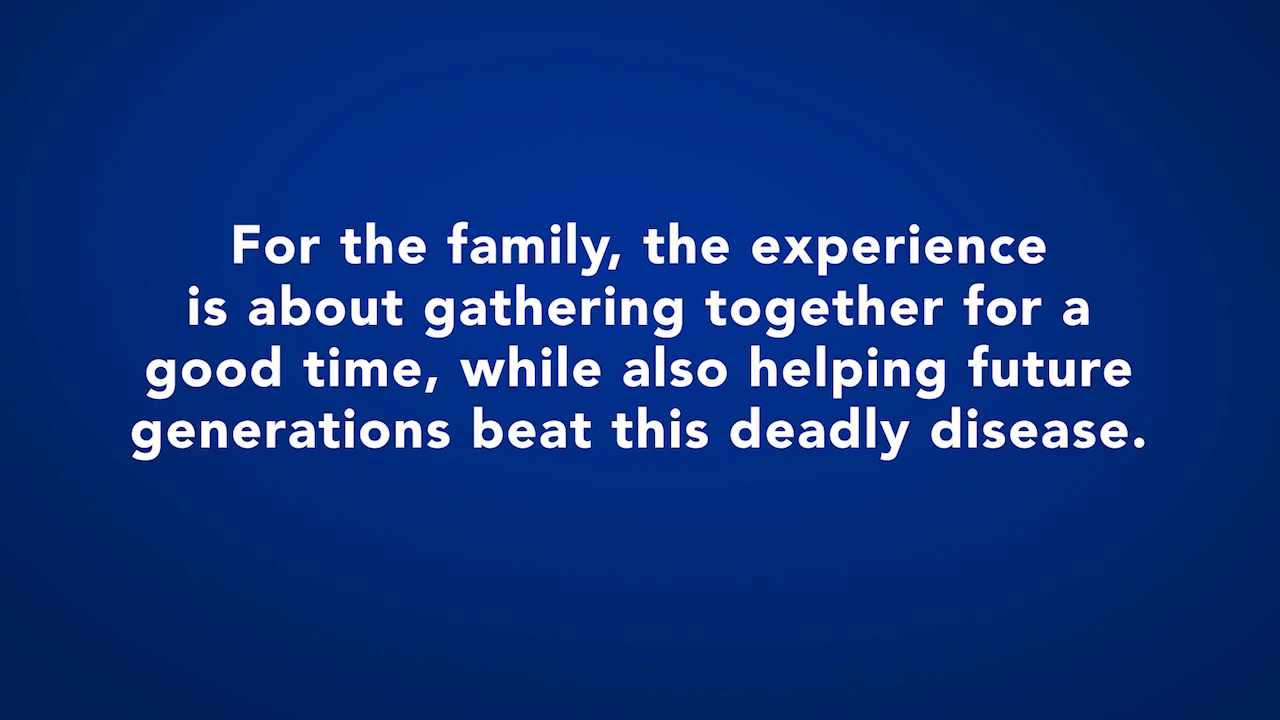 For the family, the experience
is about gathering together for a
good time, while also helping future
generations beat this deadly disease.